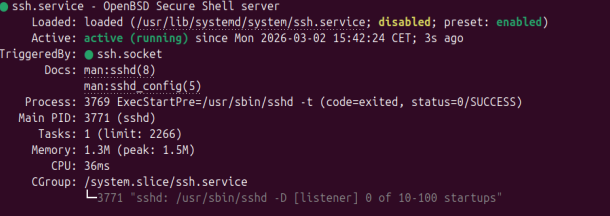 ● ssh.service - OpenBSD Secure Shell server
Loaded: loaded (/usr/lib/systemd/system/ssh.service; disabled; preset: enabled)
Active: active (running) since Mon 2026-03-02 15:42:24 CET; 3s ago
TriggeredBy: ● ssh.socket
Docs: man:sshd(8)
man:sshd_config(5)
Process: 3769 ExecStartPre=/usr/sbin/sshd -t (code=exited, status=0/SUCCESS)
Main PID: 3771 (sshd)
Tasks: 1 (limit: 2266)
Memory: 1.3M (peak: 1.5M)
CPU: 36ms
CGroup: /system.slice/ssh.service
└─3771 "sshd: /usr/sbin/sshd -D [listener] 0 of 10-100 startups"